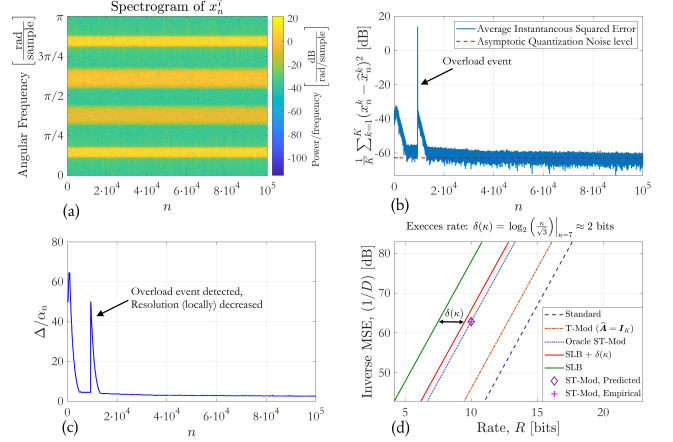 Spectrogram of x_n^7
Angular Frequency [rad/sample]
π
3π/4
π/2
π/4
0
0 2·10^4 4·10^4 6·10^4 8·10^4 10^5
n
20
0
-20
-40
-60
-80
-100
Power/frequency [dB/rad/sample]
(a)
1/K ∑_{k=1}^K (x_n^k − x̂_n^k)^2 [dB]
20
0
-20
-40
-60
0 2·10^4 4·10^4 6·10^4 8·10^4 10^5
n
Average Instantaneous Squared Error
Asymptotic Quantization Noise level
Overload event
(b)
Δ/α_n
80
60
40
20
0
0 2·10^4 4·10^4 6·10^4 8·10^4 10^5
n
Overload event detected,
Resolution (locally) decreased
(c)
Execces rate: δ(κ) = log_2 (κ/√3)|_{κ=7} ≈ 2 bits
Inverse MSE, (1/D) [dB]
80
70
60
50
5 10 15 20
Rate, R [bits]
δ(κ)
Standard
T-Mod (Â = I_K)
Oracle ST-Mod
SLB + δ(κ)
SLB
ST-Mod, Predicted
ST-Mod, Empirical
(d)